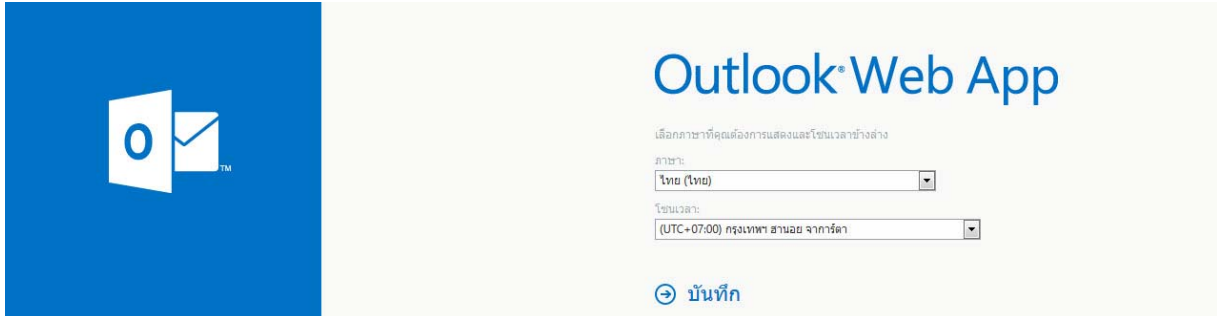 Outlook® Web App
เลือกภาษาที่คุณต้องการแสดงและโซนเวลาข้างล่าง
ภาษา:
ไทย (ไทย)
โซนเวลา:
(UTC+07:00) กรุงเทพฯ ฮานอย จาการ์ตา
บันทึก
O
TM